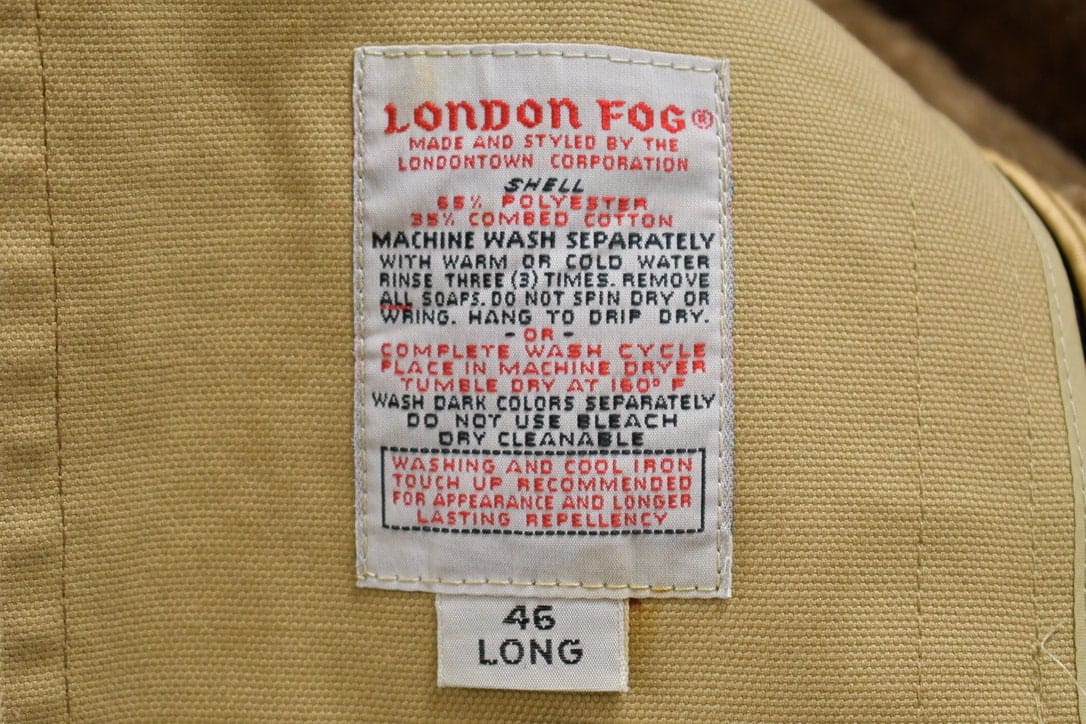 LONDON FOG®
MADE AND STYLED BY THE
LONDONTOWN CORPORATION
SHELL
65% POLYESTER
35% COMBED COTTON
MACHINE WASH SEPARATELY
WITH WARM OR COLD WATER
RINSE THREE (3) TIMES. REMOVE
ALL SOAPS. DO NOT SPIN DRY OR
WRING. HANG TO DRIP DRY.
- OR -
COMPLETE WASH CYCLE
PLACE IN MACHINE DRYER
TUMBLE DRY AT 160° F
WASH DARK COLORS SEPARATELY
DO NOT USE BLEACH
DRY CLEANABLE
WASHING AND COOL IRON
TOUCH UP RECOMMENDED
FOR APPEARANCE AND LONGER
LASTING REPELLENCY
46
LONG